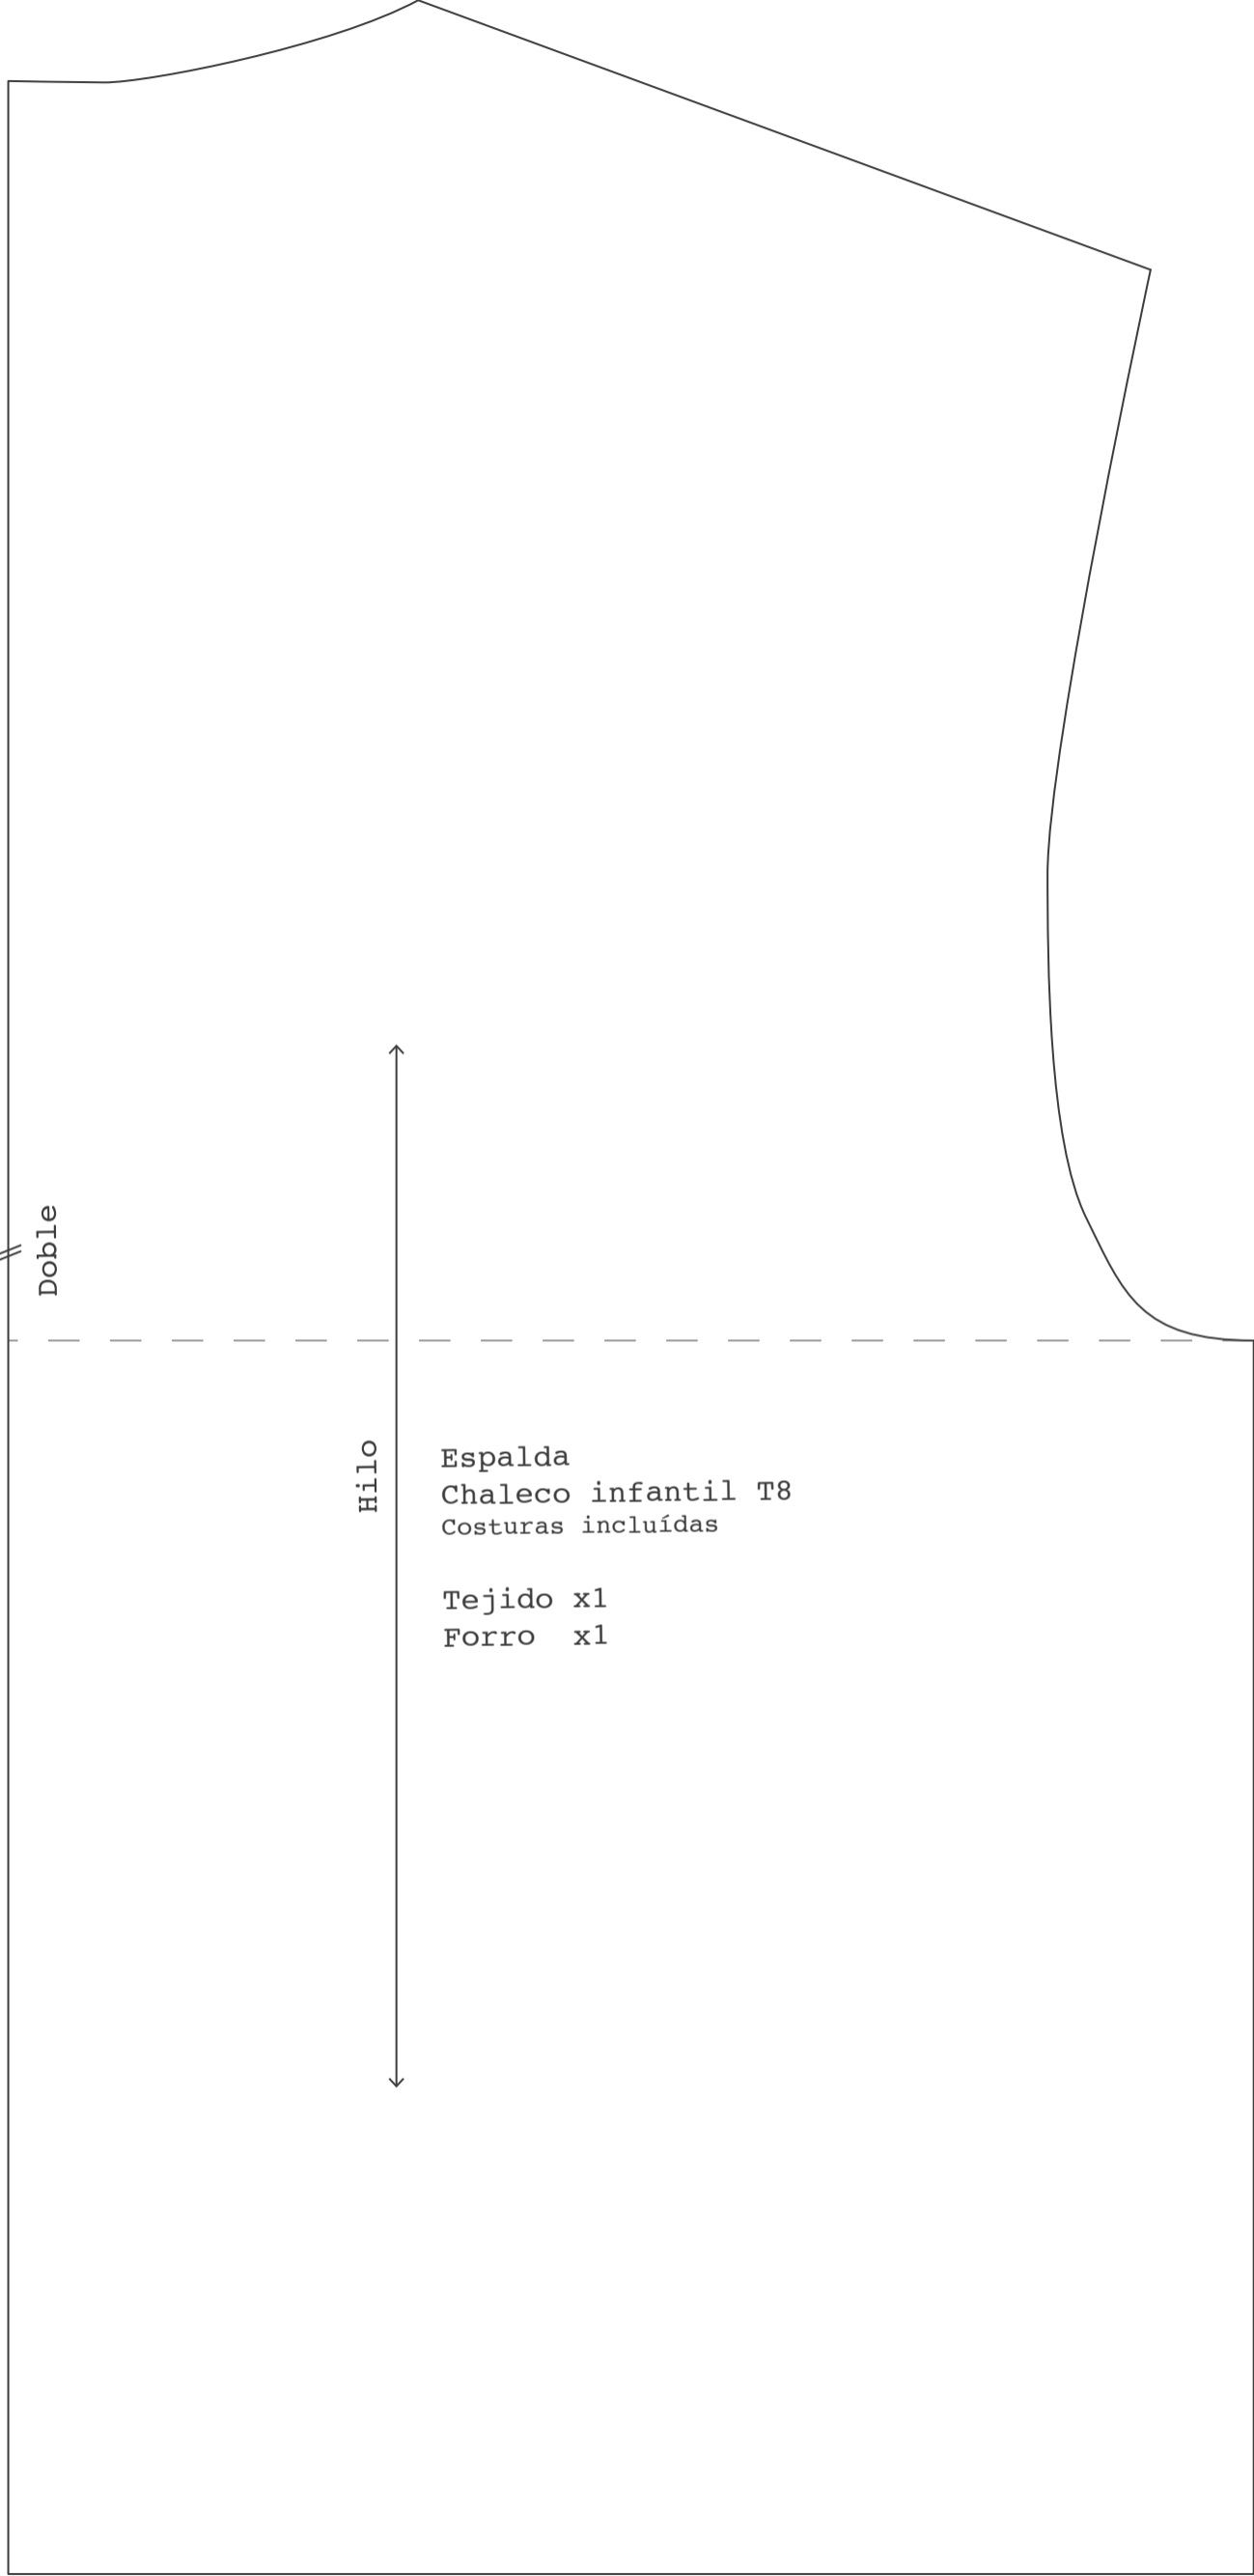 Doble
Hilo
Espalda
Chaleco infantil T8
Costuras incluídas
Tejido x1
Forro  x1